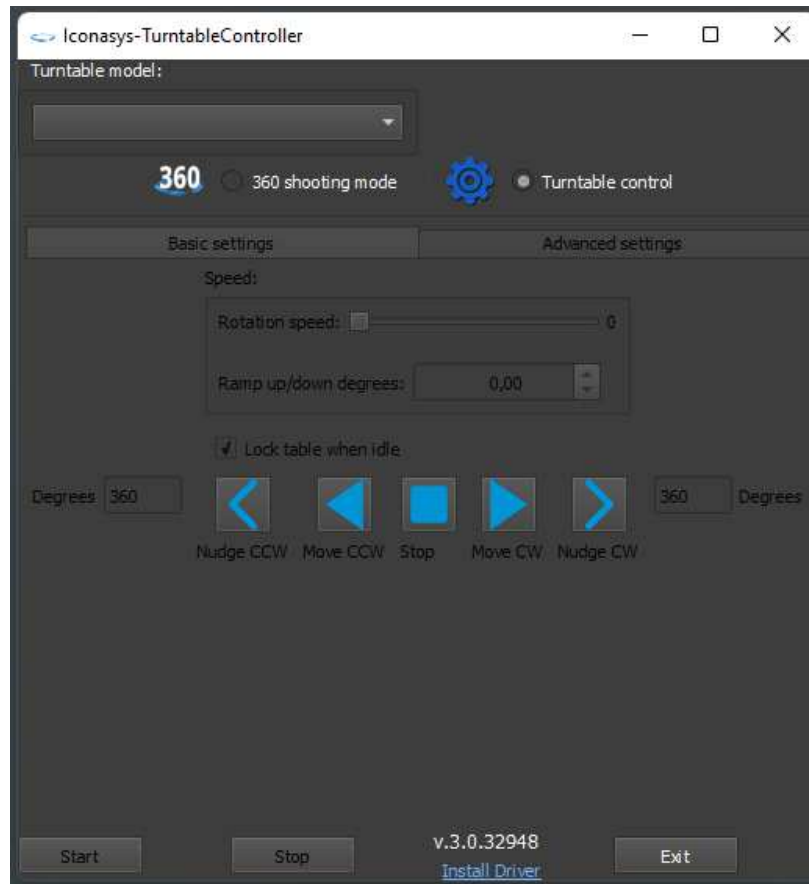 Iconasys-TurntableController
Turntable model:
360 360 shooting mode Turntable control
Basic settings Advanced settings
Speed:
Rotation speed: 0
Ramp up/down degrees: 0,00
Lock table when idle
Degrees 360 360 Degrees
Nudge CCW Move CCW Stop Move CW Nudge CW
v.3.0.32948
Start Stop Install Driver Exit